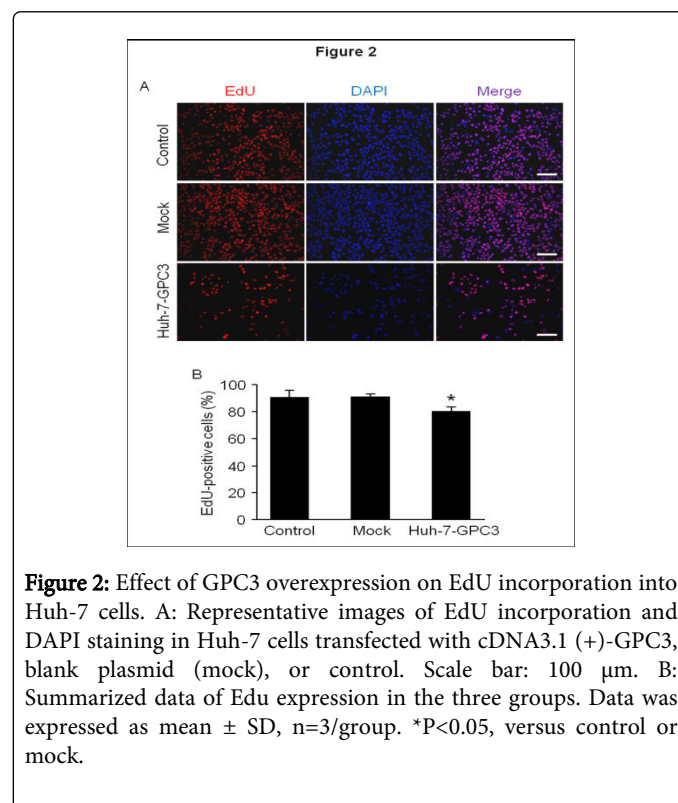 Figure 2
A
EdU DAPI Merge
Control
Mock
Huh-7-GPC3
B
EdU-positive cells (%)
100
80
60
40
20
0
*
Control Mock Huh-7-GPC3
Figure 2: Effect of GPC3 overexpression on EdU incorporation into
Huh-7 cells. A: Representative images of EdU incorporation and
DAPI staining in Huh-7 cells transfected with cDNA3.1 (+)-GPC3,
blank plasmid (mock), or control. Scale bar: 100 μm. B:
Summarized data of Edu expression in the three groups. Data was
expressed as mean ± SD, n=3/group. *P<0.05, versus control or
mock.